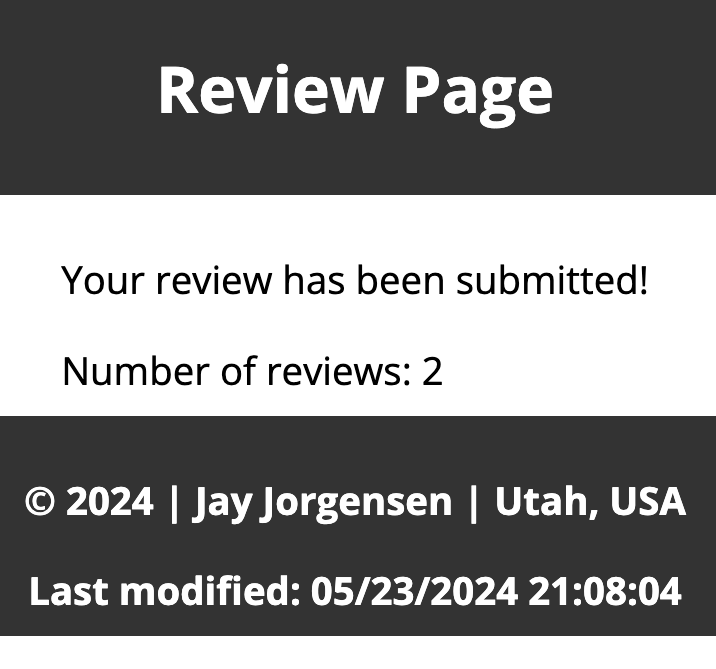 Review Page
Your review has been submitted!
Number of reviews: 2
© 2024 | Jay Jorgensen | Utah, USA
Last modified: 05/23/2024 21:08:04